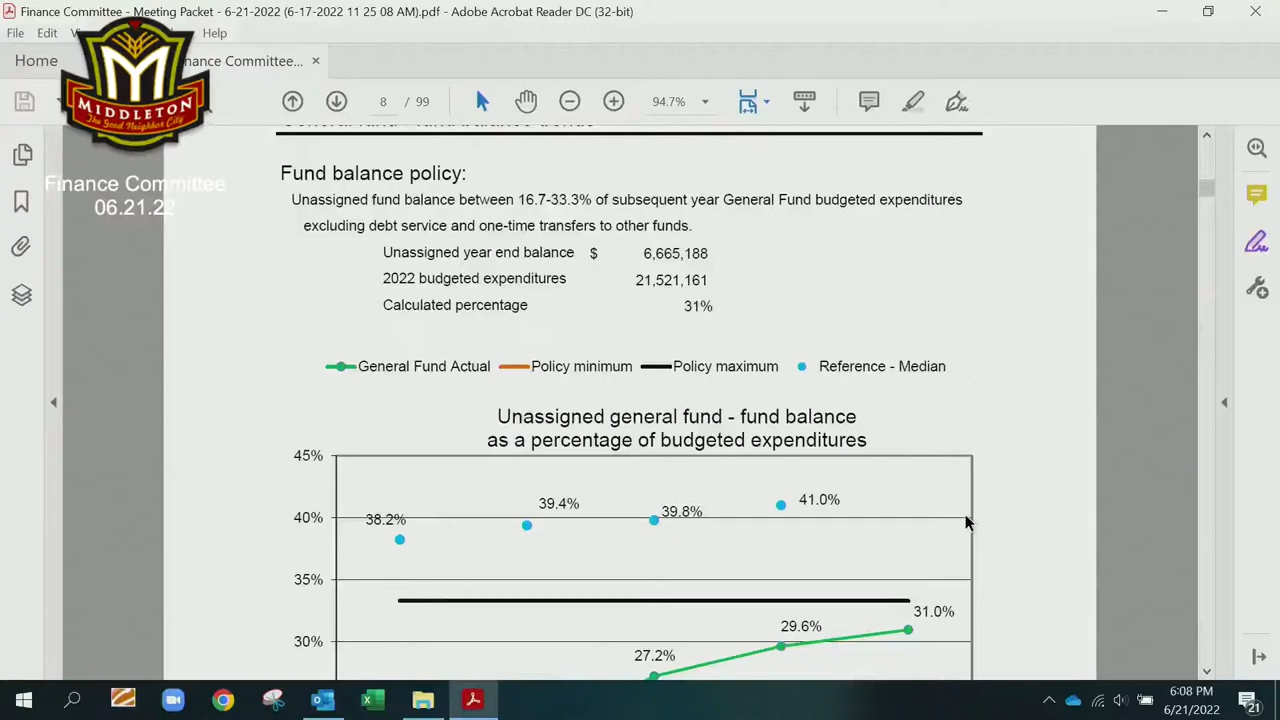 Finance Committee - Meeting Packet - 6-21-2022 (6-17-2022 11 25 08 AM).pdf - Adobe Acrobat Reader DC (32-bit)
File Edit Help
Home nance Committee... ×
8 / 99 94.7%
M
MIDDLETON
The Good Neighbor City
Finance Committee
06.21.22
Fund balance policy:
Unassigned fund balance between 16.7-33.3% of subsequent year General Fund budgeted expenditures
excluding debt service and one-time transfers to other funds.
Unassigned year end balance $ 6,665,188
2022 budgeted expenditures 21,521,161
Calculated percentage 31%
General Fund Actual Policy minimum Policy maximum Reference - Median
Unassigned general fund - fund balance
as a percentage of budgeted expenditures
45%
39.4% 41.0%
39.8%
40% 38.2%
35%
31.0%
29.6%
30%
27.2%
6:08 PM
6/21/2022
21